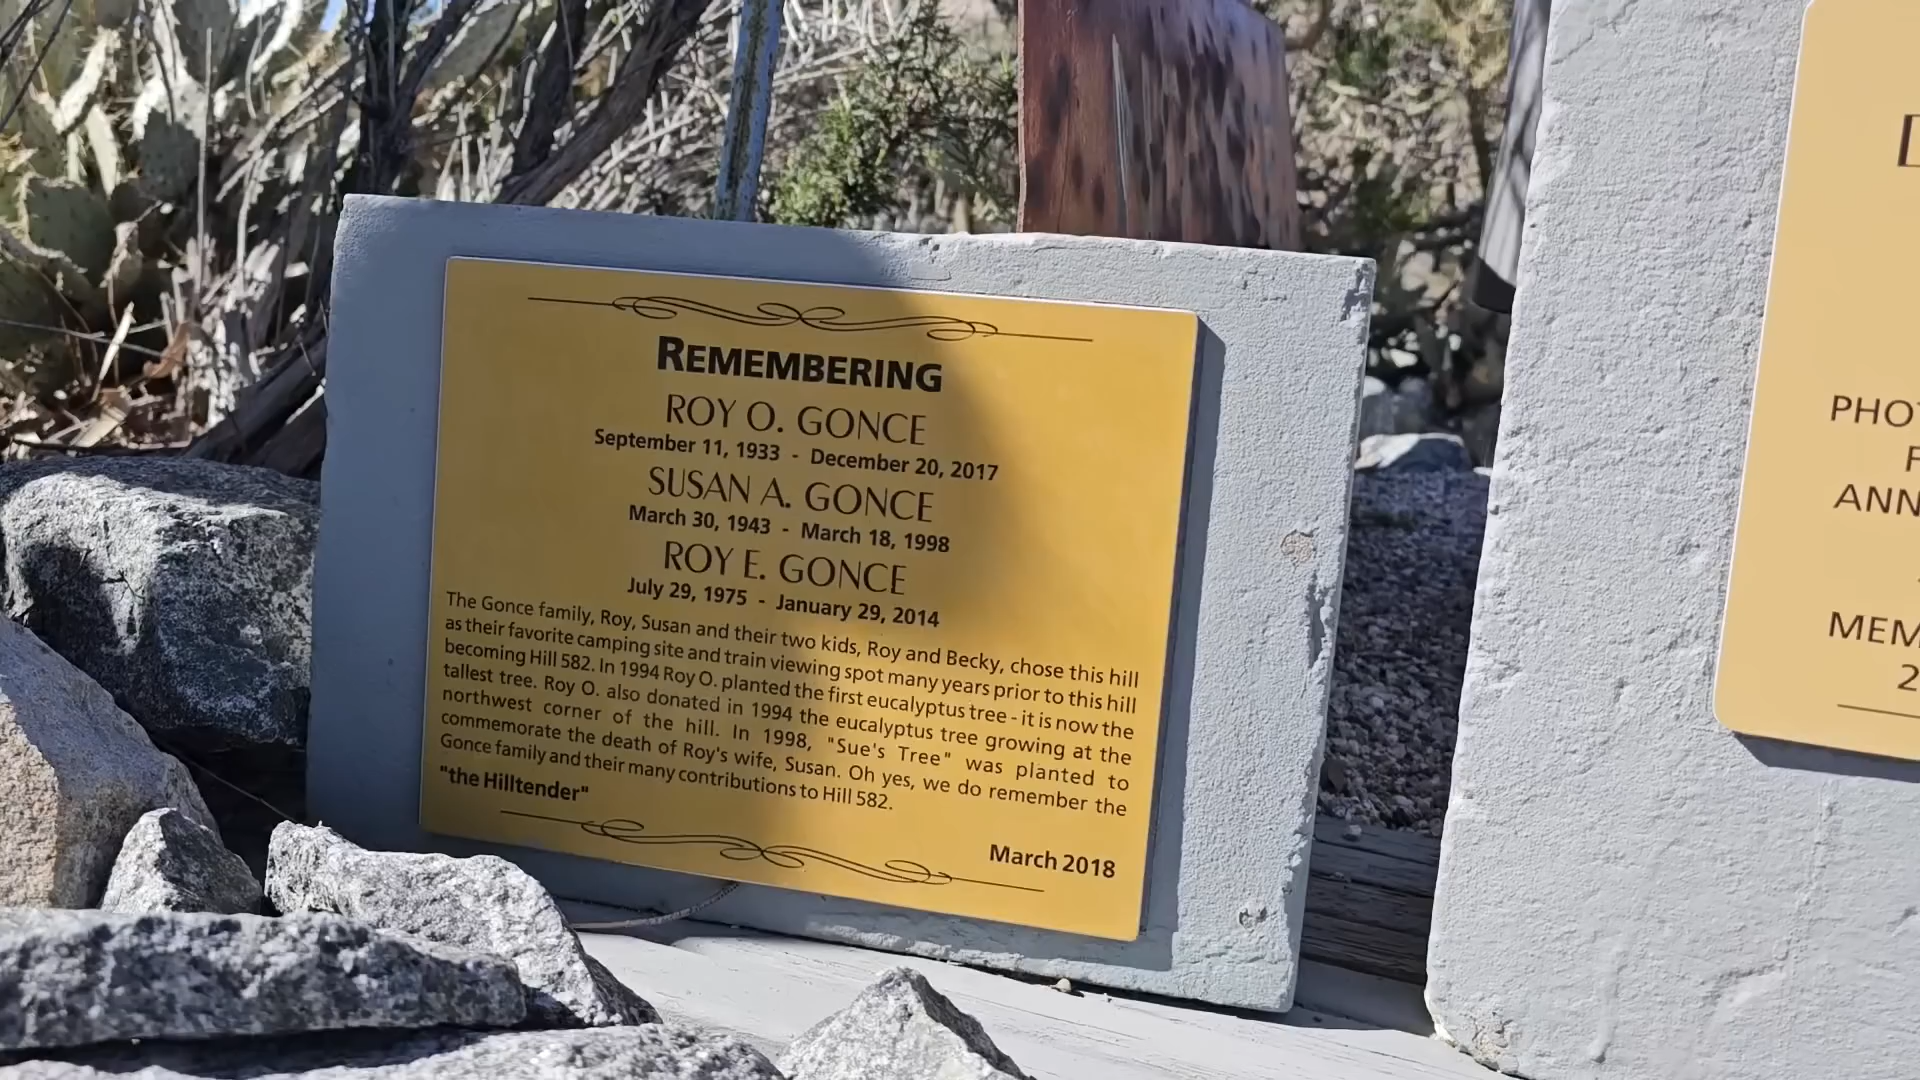 REMEMBERING
ROY O. GONCE
September 11, 1933 - December 20, 2017
SUSAN A. GONCE
March 30, 1943 - March 18, 1998
ROY E. GONCE
July 29, 1975 - January 29, 2014
The Gonce family, Roy, Susan and their two kids, Roy and Becky, chose this hill
as their favorite camping site and train viewing spot many years prior to this hill
becoming Hill 582. In 1994 Roy O. planted the first eucalyptus tree - it is now the
tallest tree. Roy O. also donated in 1994 the eucalyptus tree growing at the
northwest corner of the hill. In 1998, "Sue's Tree" was planted to
commemorate the death of Roy's wife, Susan. Oh yes, we do remember the
Gonce family and their many contributions to Hill 582.
"the Hilltender"
March 2018